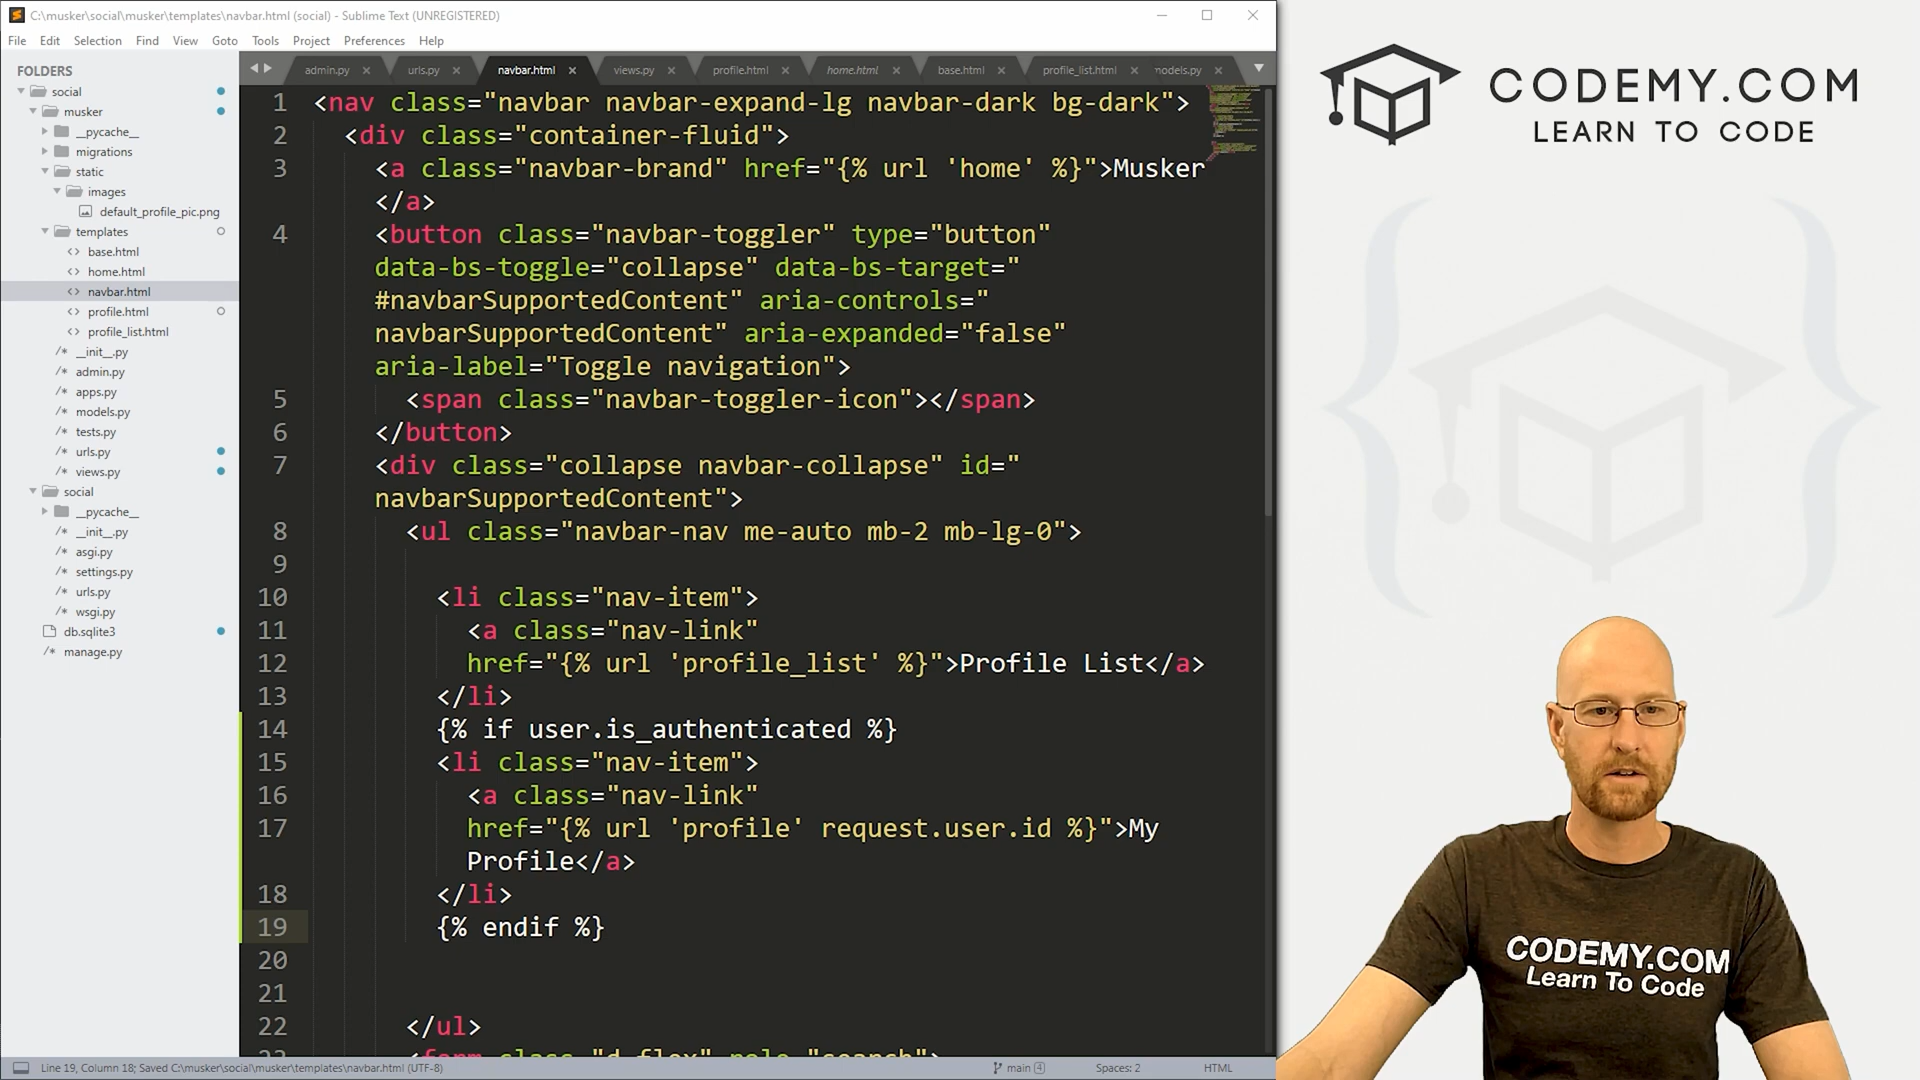 C:\musker\social\musker\templates\navbar.html (social) - Sublime Text (UNREGISTERED)
File Edit Selection Find View Goto Tools Project Preferences Help
FOLDERS
social
musker
__pycache__
migrations
static
images
default_profile_pic.png
templates
base.html
home.html
navbar.html
profile.html
profile_list.html
__init__.py
admin.py
apps.py
models.py
tests.py
urls.py
views.py
social
__pycache__
__init__.py
asgi.py
settings.py
urls.py
wsgi.py
db.sqlite3
manage.py
admin.py urls.py navbar.html views.py profile.html home.html base.html profile_list.html models.py
1 <nav class="navbar navbar-expand-lg navbar-dark bg-dark">
2 <div class="container-fluid">
3 <a class="navbar-brand" href="{% url 'home' %}">Musker
</a>
4 <button class="navbar-toggler" type="button"
data-bs-toggle="collapse" data-bs-target="
#navbarSupportedContent" aria-controls="
navbarSupportedContent" aria-expanded="false"
aria-label="Toggle navigation">
5 <span class="navbar-toggler-icon"></span>
6 </button>
7 <div class="collapse navbar-collapse" id="
navbarSupportedContent">
8 <ul class="navbar-nav me-auto mb-2 mb-lg-0">
9
10 <li class="nav-item">
11 <a class="nav-link"
12 href="{% url 'profile_list' %}">Profile List</a>
13 </li>
14 {% if user.is_authenticated %}
15 <li class="nav-item">
16 <a class="nav-link"
17 href="{% url 'profile' request.user.id %}">My
Profile</a>
18 </li>
19 {% endif %}
20
21
22 </ul>
23 <form class="d-flex" role="search">
Line 19, Column 18; Saved C:\musker\social\musker\templates\navbar.html (UTF-8)
main 4
Spaces: 2
HTML
CODEMY.COM
LEARN TO CODE
CODEMY.COM
Learn To Code